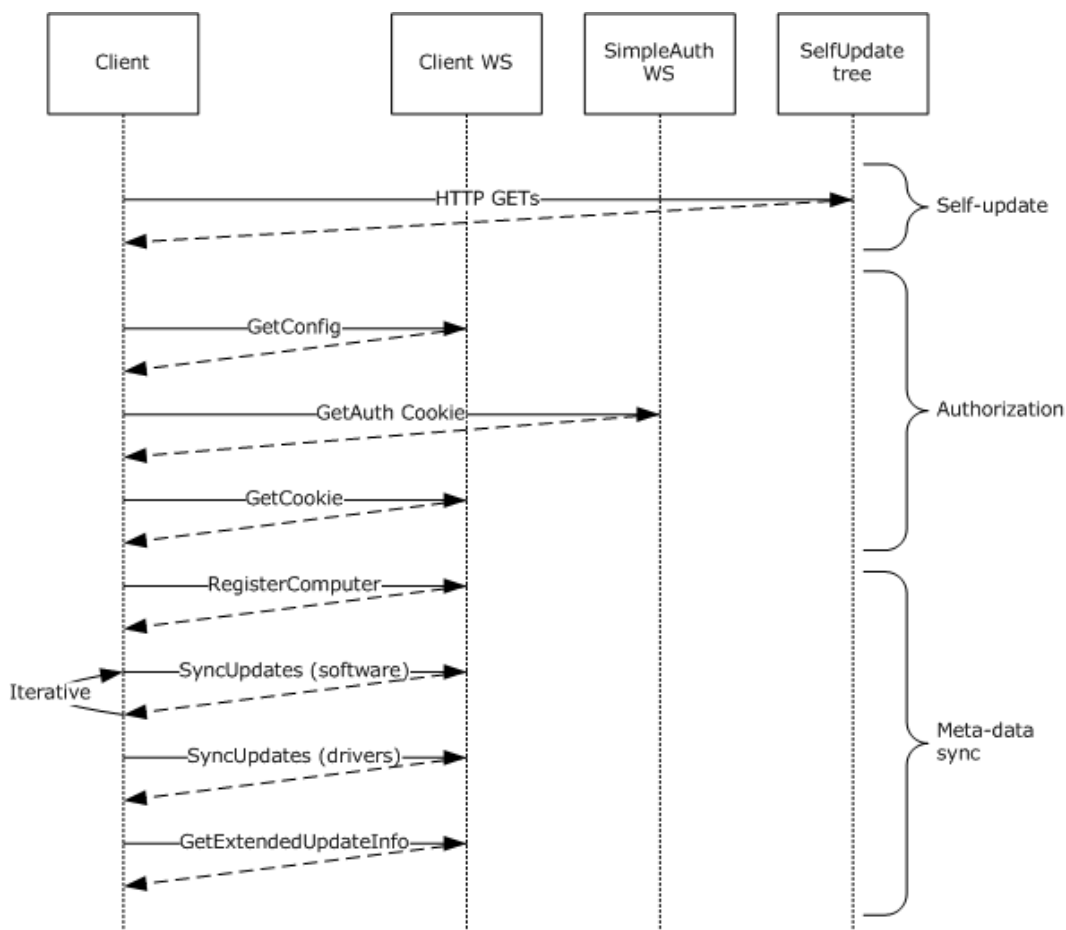 Client
Client WS
SimpleAuth
WS
SelfUpdate
tree
HTTP GETs
Self-update
GetConfig
GetAuth Cookie
Authorization
GetCookie
RegisterComputer
SyncUpdates (software)
Iterative
SyncUpdates (drivers)
Meta-data
sync
GetExtendedUpdateInfo